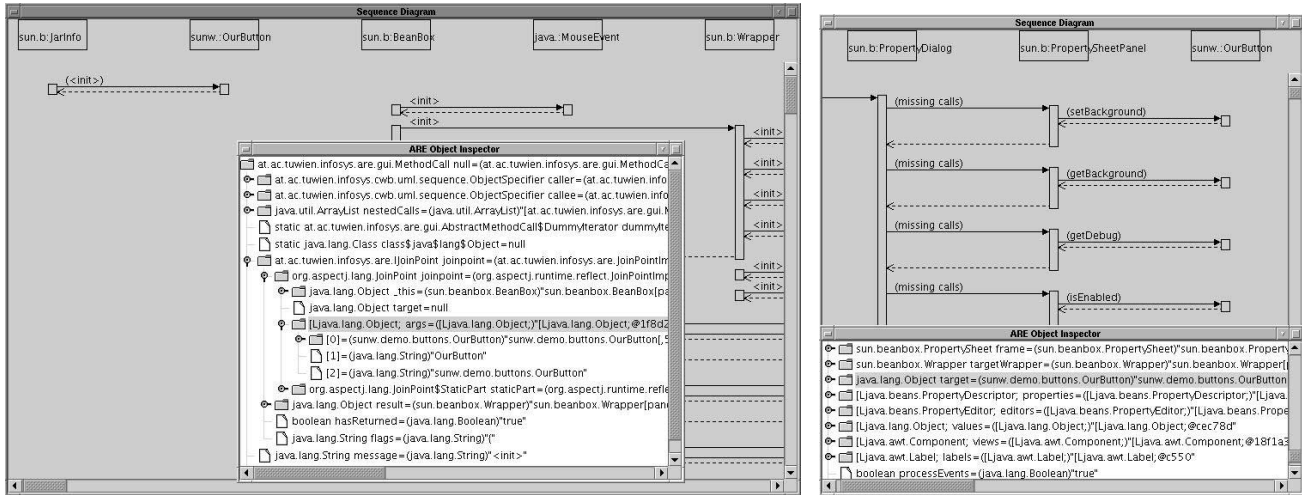 Sequence Diagram
sun.b:JarInfo
sunw.:OurButton
sun.b:BeanBox
java.:MouseEvent
sun.b:Wrapper
(<init>)
<init>
<init>
<init>
<init>
<init>
<init>
<init>
<init>
ARE Object Inspector
at.ac.tuwien.infosys.are.gui.MethodCall null=(at.ac.tuwien.infosys.are.gui.MethodCa
at.ac.tuwien.infosys.cwb.uml.sequence.ObjectSpecifier caller=(at.ac.tuwien.info
at.ac.tuwien.infosys.cwb.uml.sequence.ObjectSpecifier callee=(at.ac.tuwien.info
java.util.ArrayList nestedCalls=(java.util.ArrayList)"[at.ac.tuwien.infosys.are.gui.M
static at.ac.tuwien.infosys.are.gui.AbstractMethodCall$DummyIterator dummyIte
static java.lang.Class class$java$lang$Object=null
at.ac.tuwien.infosys.are.IJoinPoint joinpoint=(at.ac.tuwien.infosys.are.JoinPointIm
org.aspectj.lang.JoinPoint joinpoint=(org.aspectj.runtime.reflect.JoinPointImp
java.lang.Object _this=(sun.beanbox.BeanBox)"sun.beanbox.BeanBox[pa
java.lang.Object target=null
[Ljava.lang.Object; args=([Ljava.lang.Object;)"[Ljava.lang.Object;@1f8d2
[0]=(sunw.demo.buttons.OurButton)"sunw.demo.buttons.OurButton[,5
[1]=(java.lang.String)"OurButton"
[2]=(java.lang.String)"sunw.demo.buttons.OurButton"
org.aspectj.lang.JoinPoint$StaticPart staticPart=(org.aspectj.runtime.refle
java.lang.Object result=(sun.beanbox.Wrapper)"sun.beanbox.Wrapper[pan
boolean hasReturned=(java.lang.Boolean)"true"
java.lang.String flags=(java.lang.String)"("
java.lang.String message=(java.lang.String)"<init>"
Sequence Diagram
sun.b:PropertyDialog
sun.b:PropertySheetPanel
sunw.:OurButton
(missing calls)
(setBackground)
(missing calls)
(getBackground)
(missing calls)
(getDebug)
(missing calls)
(isEnabled)
ARE Object Inspector
sun.beanbox.PropertySheet frame=(sun.beanbox.PropertySheet)"sun.beanbox.Property
sun.beanbox.Wrapper targetWrapper=(sun.beanbox.Wrapper)"sun.beanbox.Wrapper[
java.lang.Object target=(sunw.demo.buttons.OurButton)"sunw.demo.buttons.OurButton
[Ljava.beans.PropertyDescriptor; properties=([Ljava.beans.PropertyDescriptor;)"[Ljava.
[Ljava.beans.PropertyEditor; editors=([Ljava.beans.PropertyEditor;)"[Ljava.beans.Prope
[Ljava.lang.Object; values=([Ljava.lang.Object;)"[Ljava.lang.Object;@cec78d"
[Ljava.awt.Component; views=([Ljava.awt.Component;)"[Ljava.awt.Component;@18f1a3
[Ljava.awt.Label; labels=([Ljava.awt.Label;)"[Ljava.awt.Label;@c550"
boolean processEvents=(java.lang.Boolean)"true"